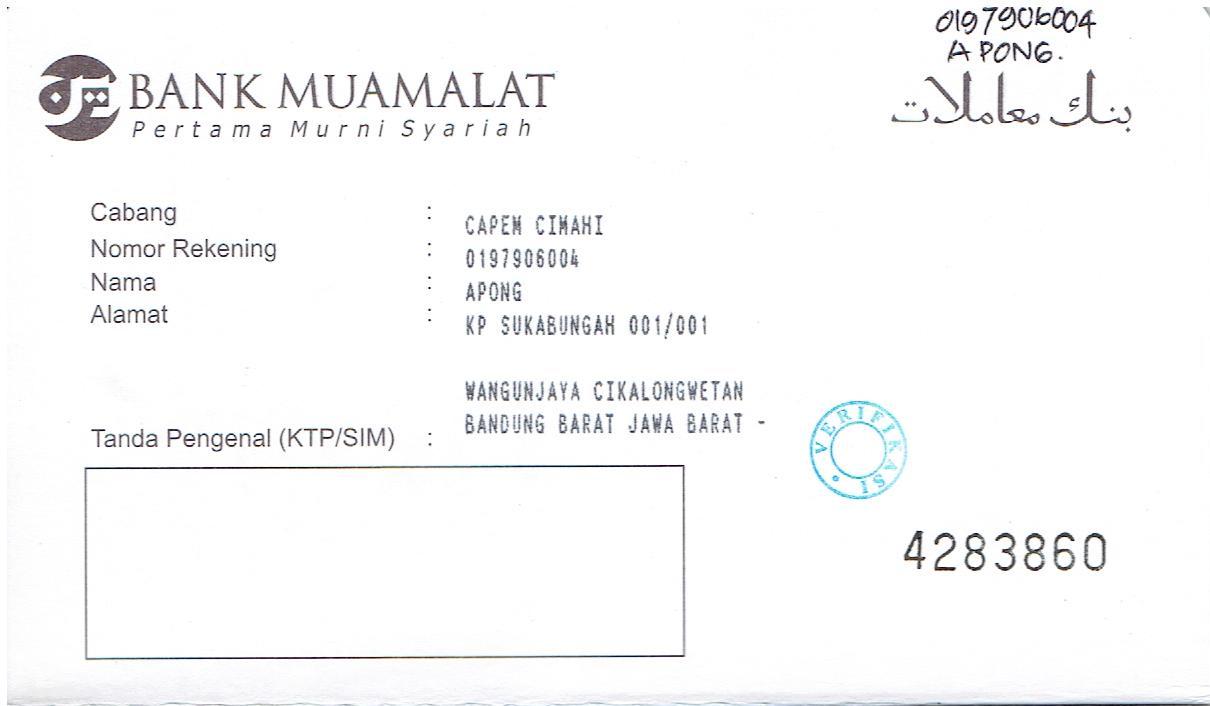 0197906004
APONG.
BANK MUAMALAT
Pertama Murni Syariah
بنك معاملات
Cabang : CAPEM CIMAHI
Nomor Rekening : 0197906004
Nama : APONG
Alamat : KP SUKABUNGAH 001/001
WANGUNJAYA CIKALONGWETAN
BANDUNG BARAT JAWA BARAT -
Tanda Pengenal (KTP/SIM) :
VERIFIKASI
4283860